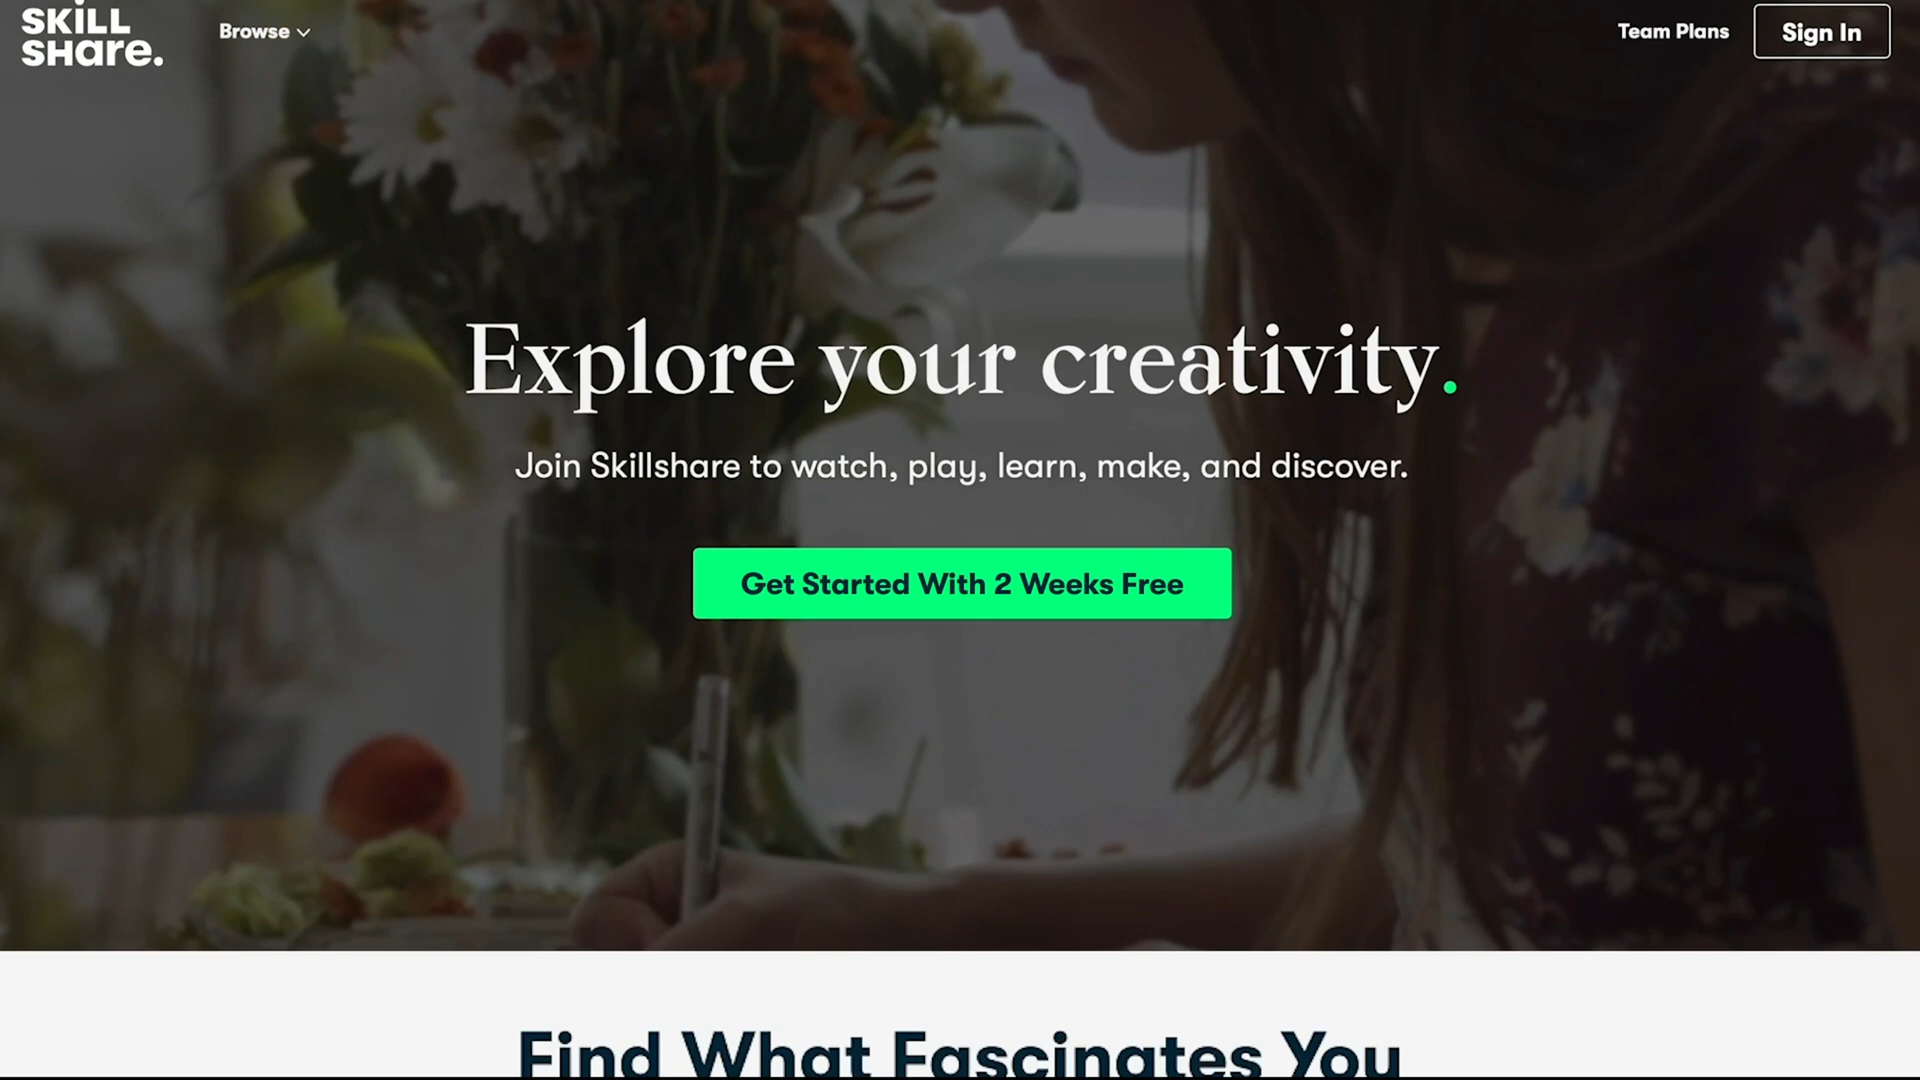 SKILL
SHare.
Browse
Team Plans
Sign In
Explore your creativity.
Join Skillshare to watch, play, learn, make, and discover.
Get Started With 2 Weeks Free
Find What Fascinates You